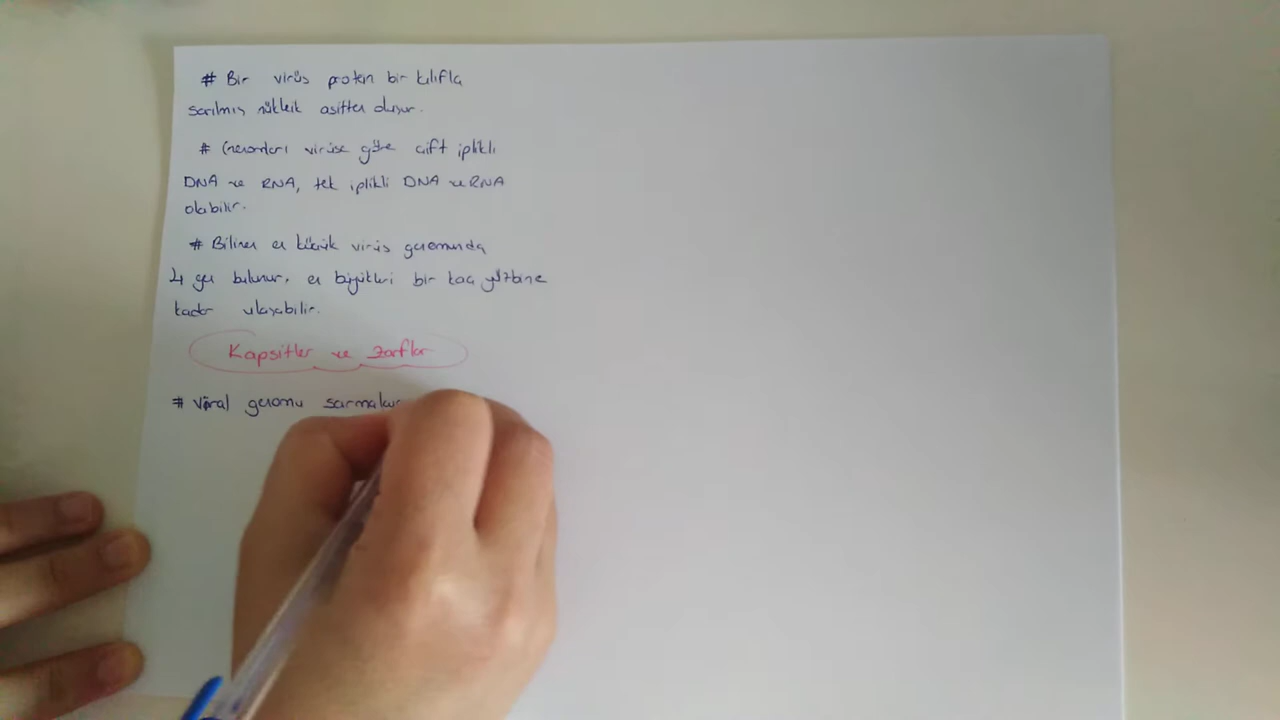 # Bir virüs protein bir kılıfla
sarılmış nükleik asitten oluşur.
# Genomları virüse göre çift iplikli
DNA ve RNA, tek iplikli DNA ve RNA
olabilir.
# Bilinen en küçük virüs genomunda
4 gen bulunur, en büyükleri bir kaç yüzbine
kadar ulaşabilir.
Kapsitler ve zarflar
# Viral genomu